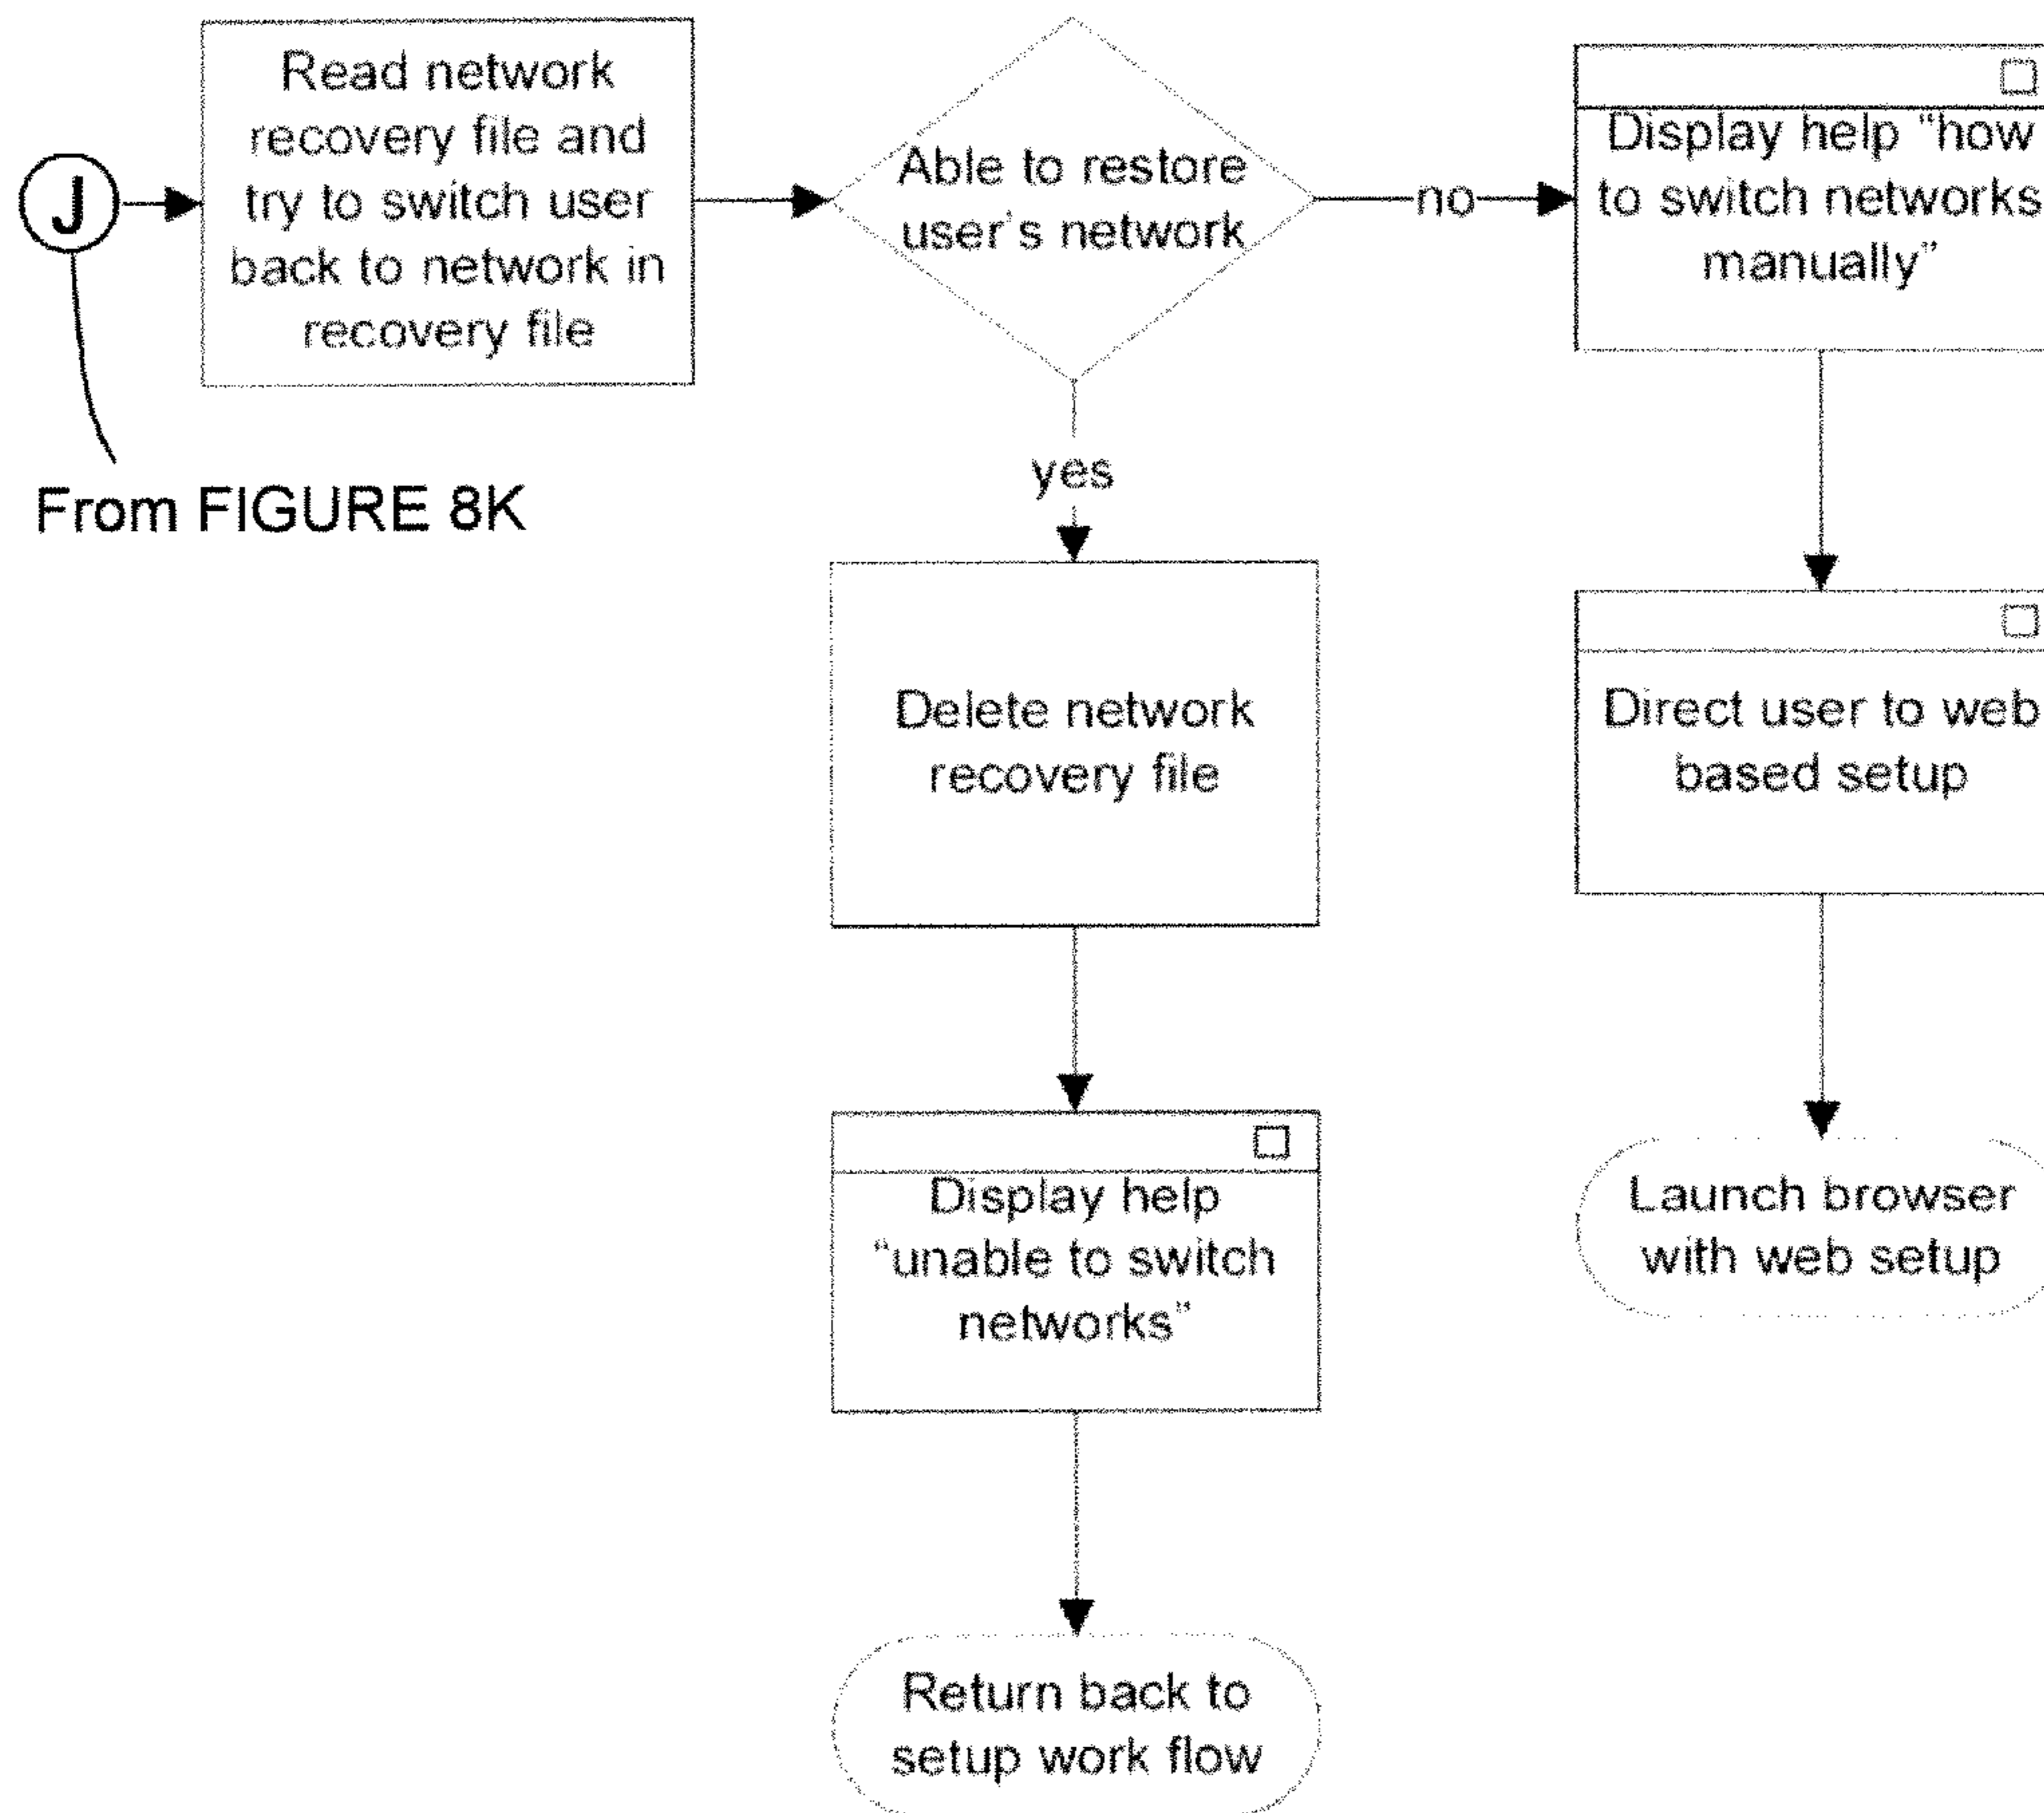 J
Read network
recovery file and
try to switch user
back to network in
recovery file
From FIGURE 8K
Able to restore
user's network
no
Display help “how
to switch networks
manually”
yes
Delete network
recovery file
Direct user to web
based setup
Display help
“unable to switch
networks”
Launch browser
with web setup
Return back to
setup work flow